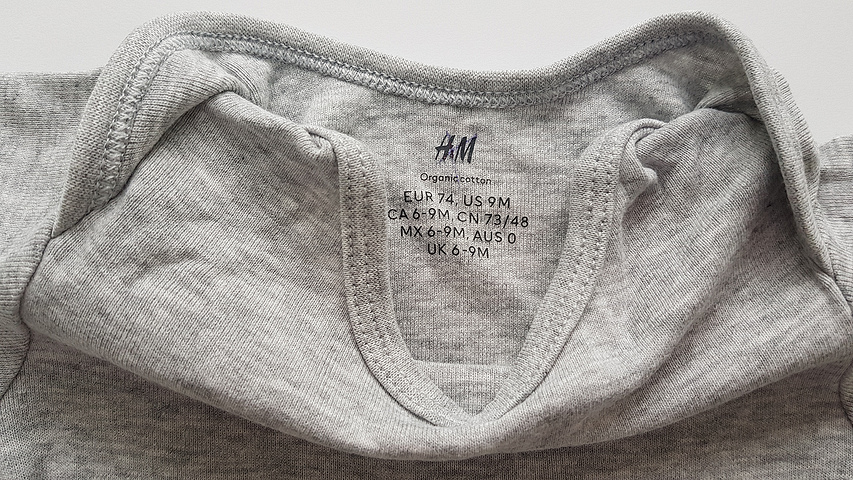 H&M
Organic cotton
EUR 74, US 9M
CA 6-9M, CN 73/48
MX 6-9M, AUS 0
UK 6-9M